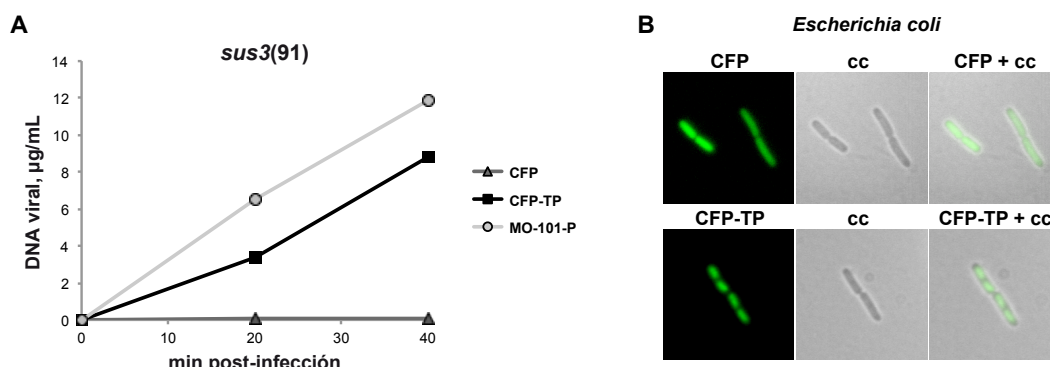 A
sus3(91)
14
12
10
8
6
4
2
0
0
10
20
30
40
DNA viral, µg/mL
min post-infección
CFP
CFP-TP
MO-101-P
B
Escherichia coli
CFP
cc
CFP + cc
CFP-TP
cc
CFP-TP + cc